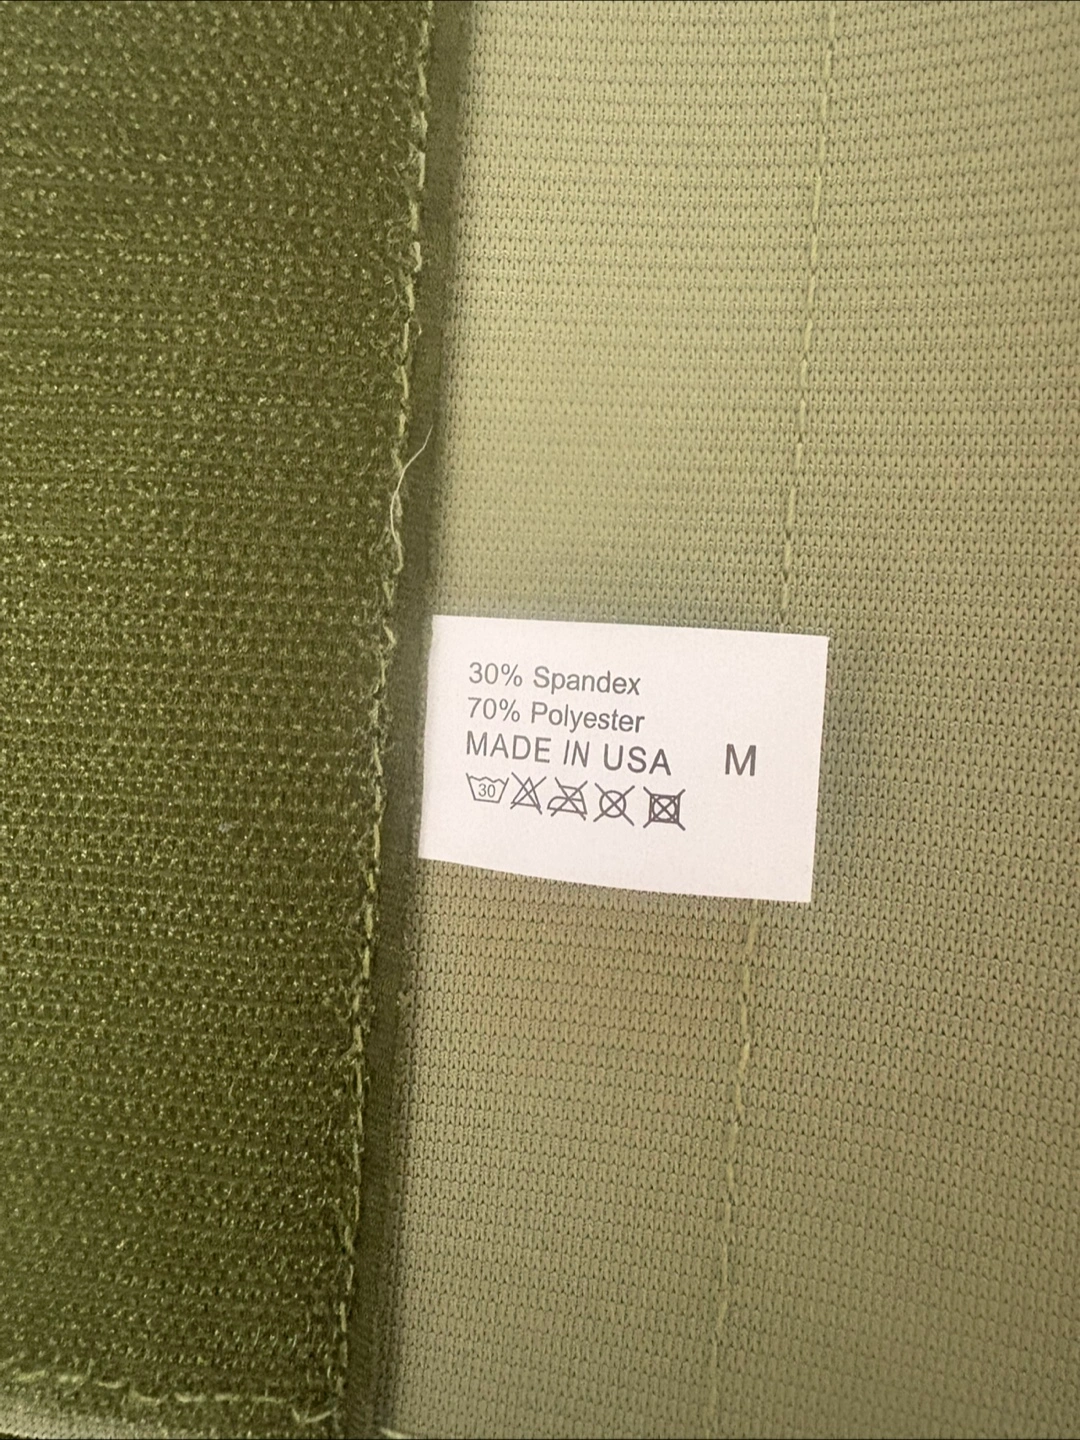 30% Spandex
70% Polyester
MADE IN USA M
30